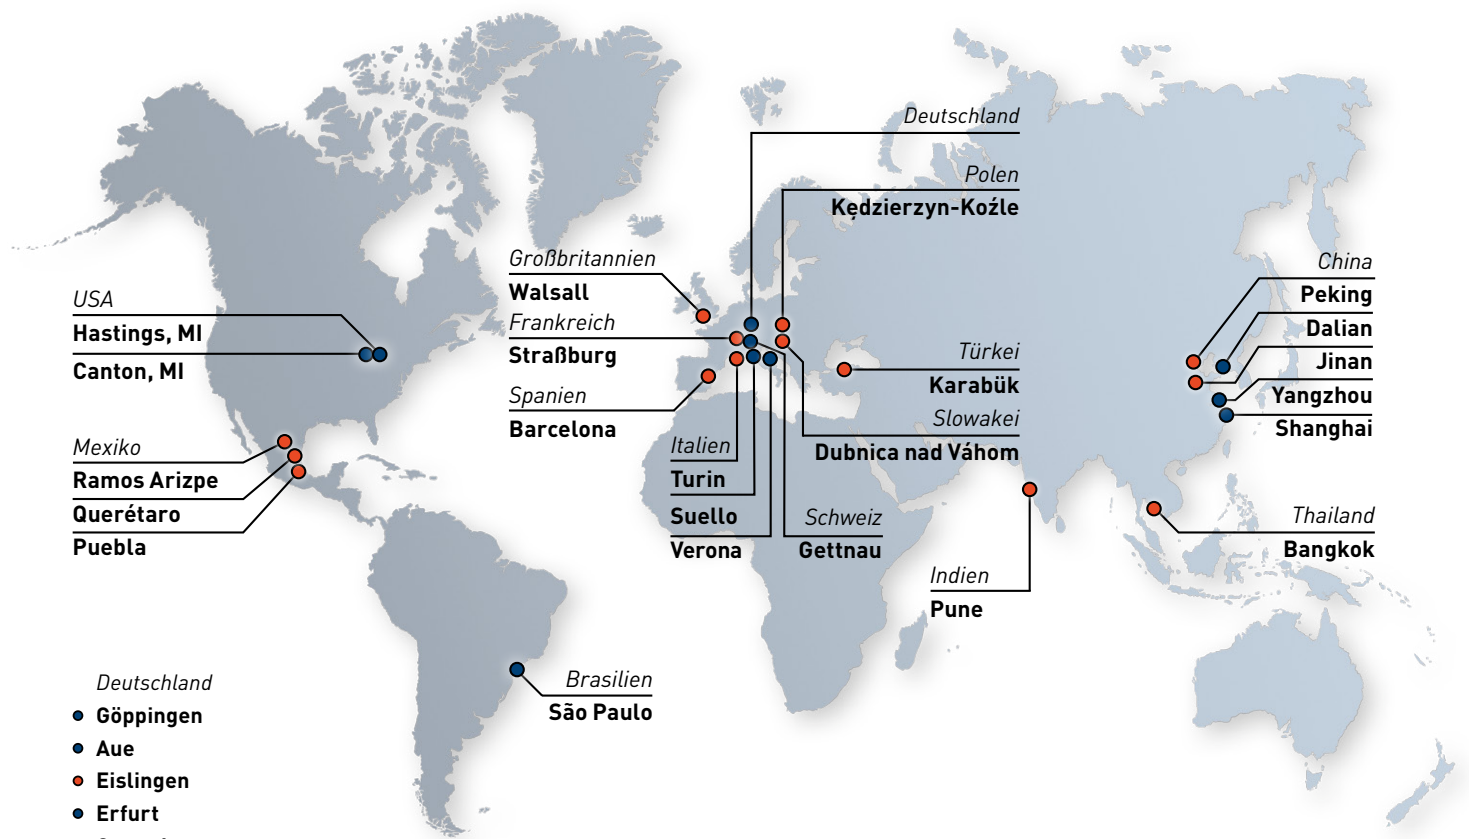 Deutschland
Polen
Kędzierzyn-Koźle
Großbritannien
Walsall
Frankreich
Straßburg
Spanien
Barcelona
USA
Hastings, MI
Canton, MI
Mexiko
Ramos Arizpe
Querétaro
Puebla
China
Peking
Dalian
Jinan
Yangzhou
Shanghai
Türkei
Karabük
Slowakei
Dubnica nad Váhom
Italien
Turin
Suello
Verona
Schweiz
Gettnau
Thailand
Bangkok
Indien
Pune
Brasilien
São Paulo
Deutschland
Göppingen
Aue
Eislingen
Erfurt